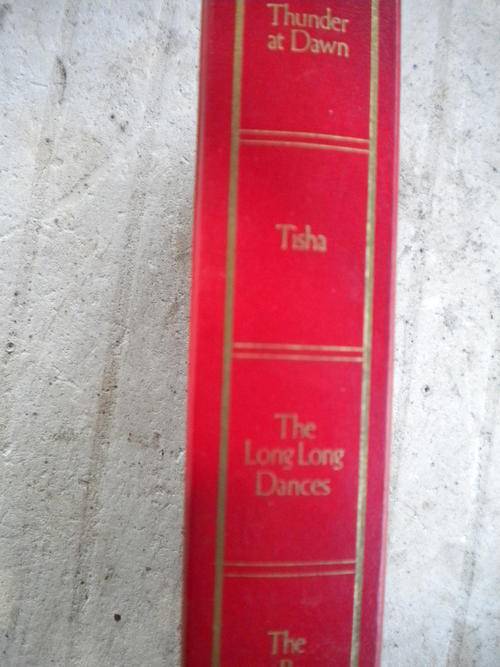 Thunder
at Dawn
Tisha
The
Long Long
Dances
The